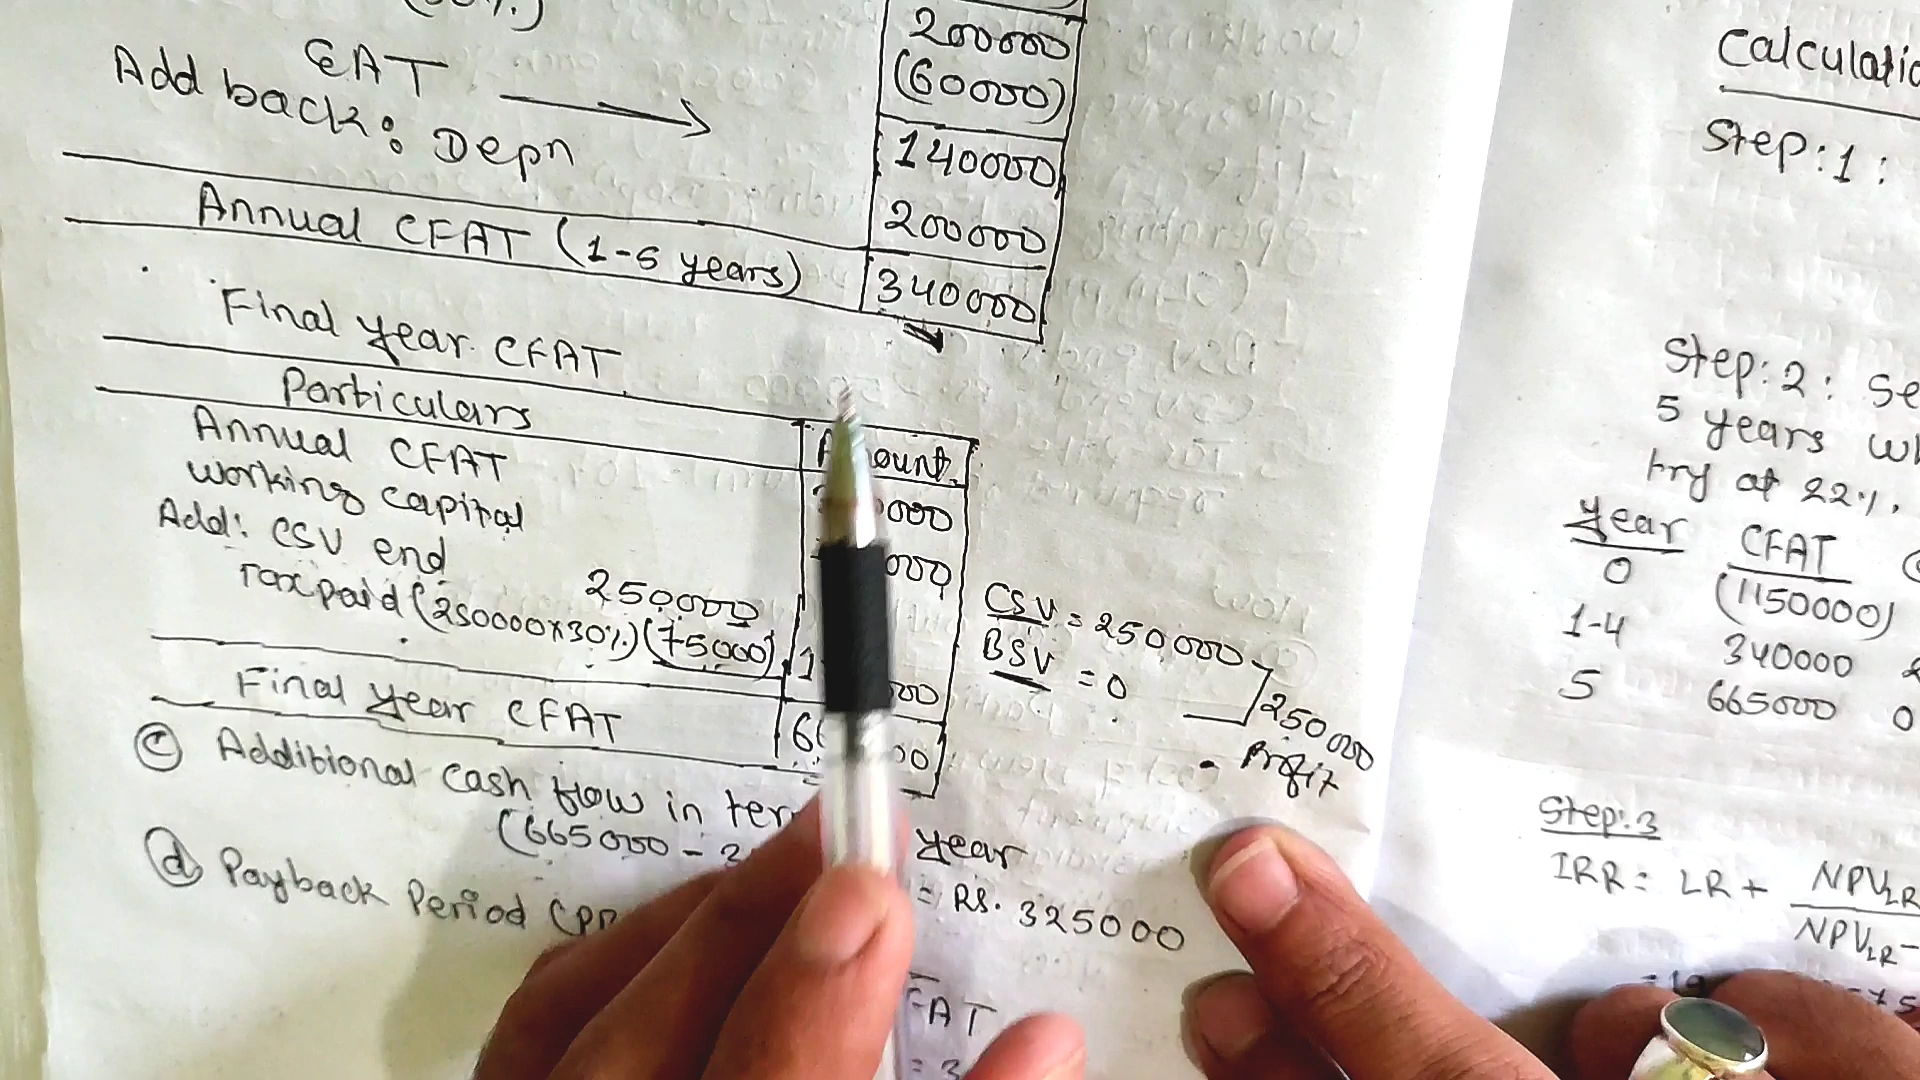 200000
(60000)
EAT 140000
Add back: Depn 200000
Annual CFAT (1-5 years) 340000
Final year CFAT
Particulars
Annual CFAT
working capital
Add: CSV end 250000
Tax paid (250000x30%) (75000)
Final year CFAT
CSV = 250000
BSV = 0
250000
Profit
(c) Additional cash flow in year
(665000 -
= RS. 325000
(d) Payback Period
Calculatio
Step: 1 :
Step: 2 : Se
5 years
try at 22%.
year CFAT
0 (1150000)
1-4 340000
5 665000 0
Step: 3
IRR = LR + NPVLR
NPVLR -